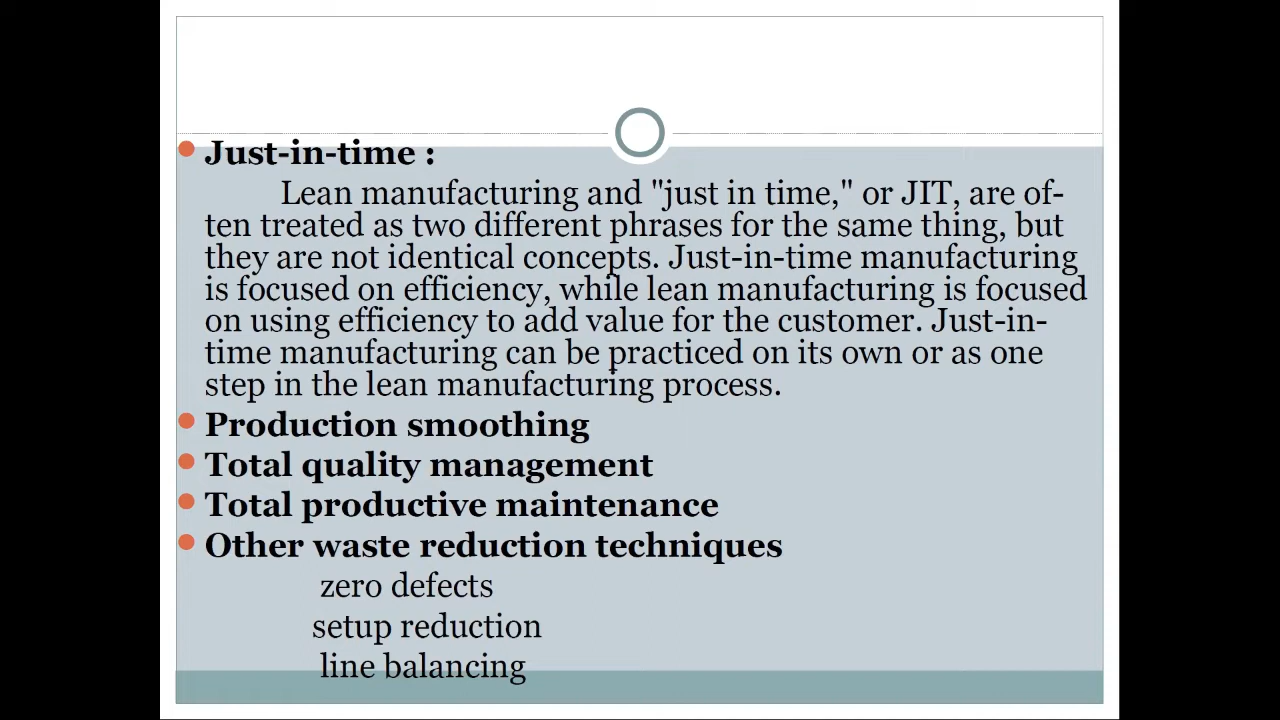 Just-in-time :
Lean manufacturing and "just in time," or JIT, are of-
ten treated as two different phrases for the same thing, but
they are not identical concepts. Just-in-time manufacturing
is focused on efficiency, while lean manufacturing is focused
on using efficiency to add value for the customer. Just-in-
time manufacturing can be practiced on its own or as one
step in the lean manufacturing process.
Production smoothing
Total quality management
Total productive maintenance
Other waste reduction techniques
zero defects
setup reduction
line balancing